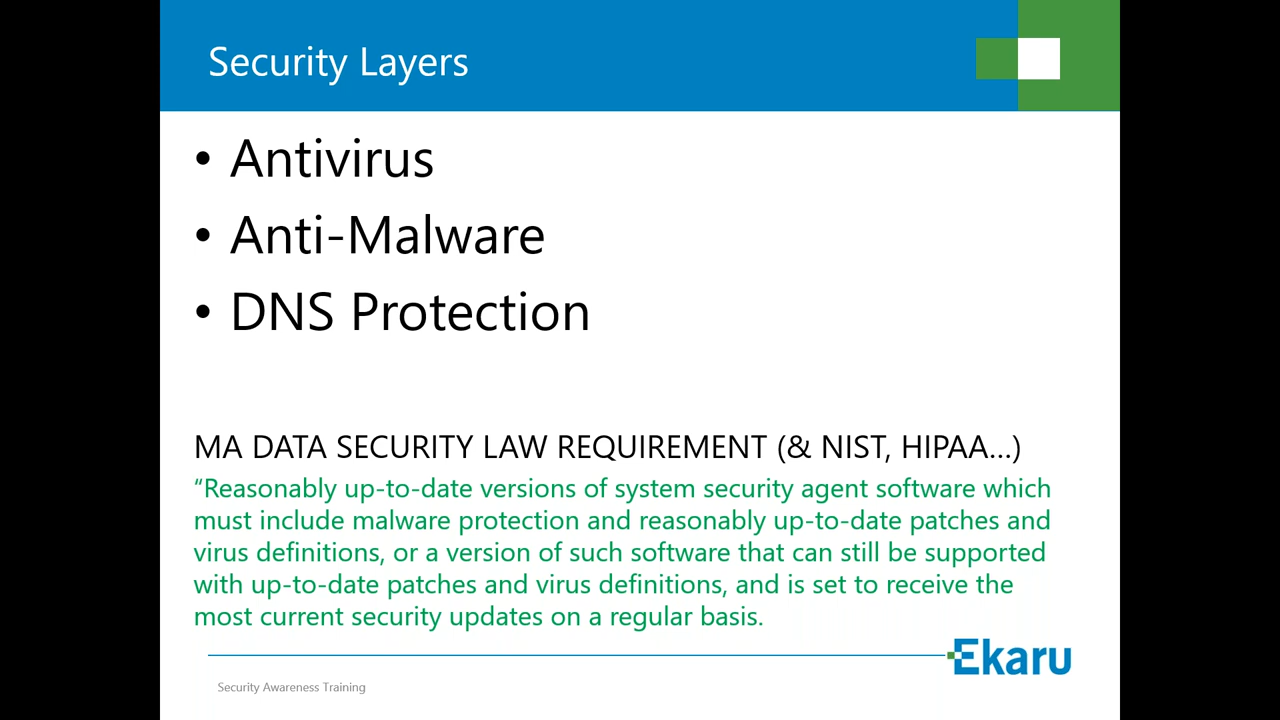 Security Layers
• Antivirus
• Anti-Malware
• DNS Protection
MA DATA SECURITY LAW REQUIREMENT (& NIST, HIPAA...)
“Reasonably up-to-date versions of system security agent software which
must include malware protection and reasonably up-to-date patches and
virus definitions, or a version of such software that can still be supported
with up-to-date patches and virus definitions, and is set to receive the
most current security updates on a regular basis.
Ekaru
Security Awareness Training